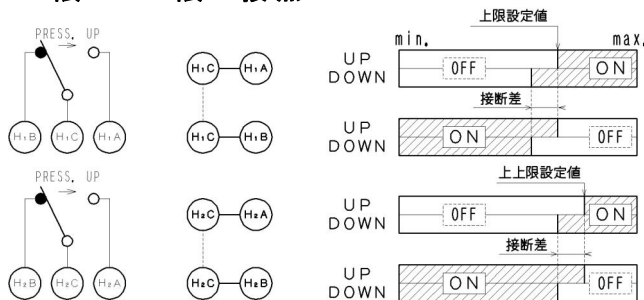 PRESS. UP
H₁B H₁C H₁A
H₁C H₁A
H₁C H₁B
上限設定値
min. max.
UP
DOWN
OFF ON
接断差
UP
DOWN
ON OFF
PRESS. UP
H₂B H₂C H₂A
H₂C H₂A
H₂C H₂B
上上限設定値
UP
DOWN
OFF ON
接断差
UP
DOWN
ON OFF